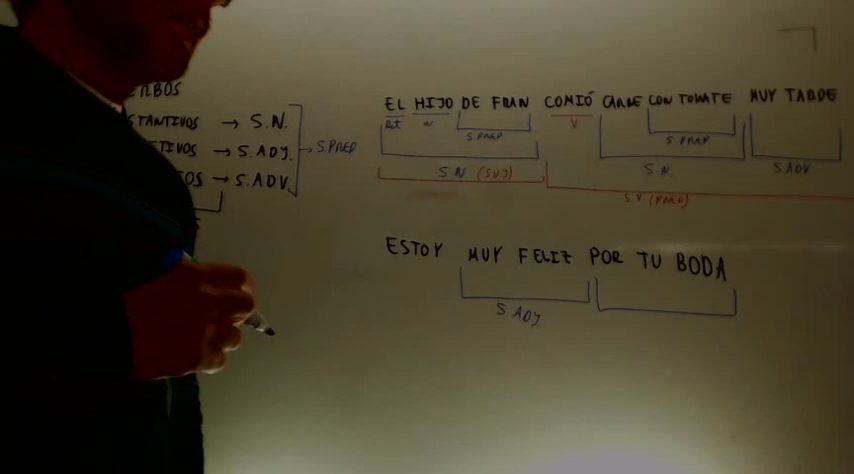 ERBOS
STANTIVOS → S.N.
TIVOS → S.ADJ.
OS → S.ADV.
→ S.PREP
EL HIJO DE FRAN COMIÓ CARNE CON TOMATE MUY TARDE
Det N S.PREP V S.PREP
S.N (SUJ) S.N. S.ADV
S.V (PRED)
ESTOY MUY FELIZ POR TU BODA
S.ADJ